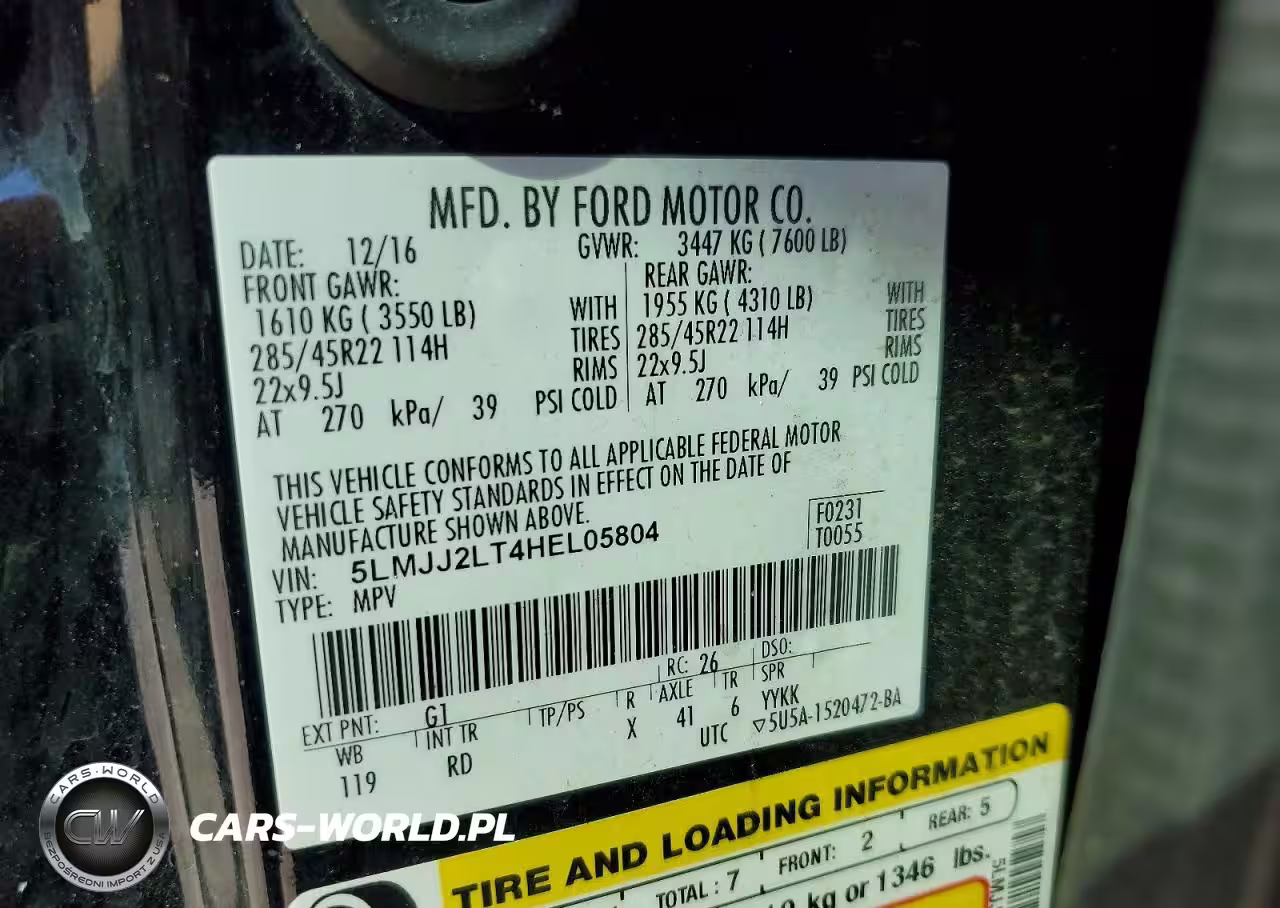 MFD. BY FORD MOTOR CO.
DATE: 12/16 GVWR: 3447 KG ( 7600 LB)
FRONT GAWR: REAR GAWR:
1610 KG ( 3550 LB) WITH 1955 KG ( 4310 LB) WITH
285/45R22 114H TIRES 285/45R22 114H TIRES
22x9.5J RIMS 22x9.5J RIMS
AT 270 kPa/ 39 PSI COLD AT 270 kPa/ 39 PSI COLD
THIS VEHICLE CONFORMS TO ALL APPLICABLE FEDERAL MOTOR
VEHICLE SAFETY STANDARDS IN EFFECT ON THE DATE OF
MANUFACTURE SHOWN ABOVE.
F0231
VIN: 5LMJJ2LT4HEL05804 T0055
TYPE: MPV
EXT PNT: G1 RC: 26 DSO:
WB INT TR TP/PS R AXLE TR SPR
119 RD X 41 6 YYKK
UTC ▽5U5A-1520472-BA
TIRE AND LOADING INFORMATION
TOTAL : 7 FRONT: 2 REAR: 5
kg or 1346 lbs.
CARS-WORLD
CW
BEZPOŚREDNI IMPORT Z USA
CARS-WORLD.PL